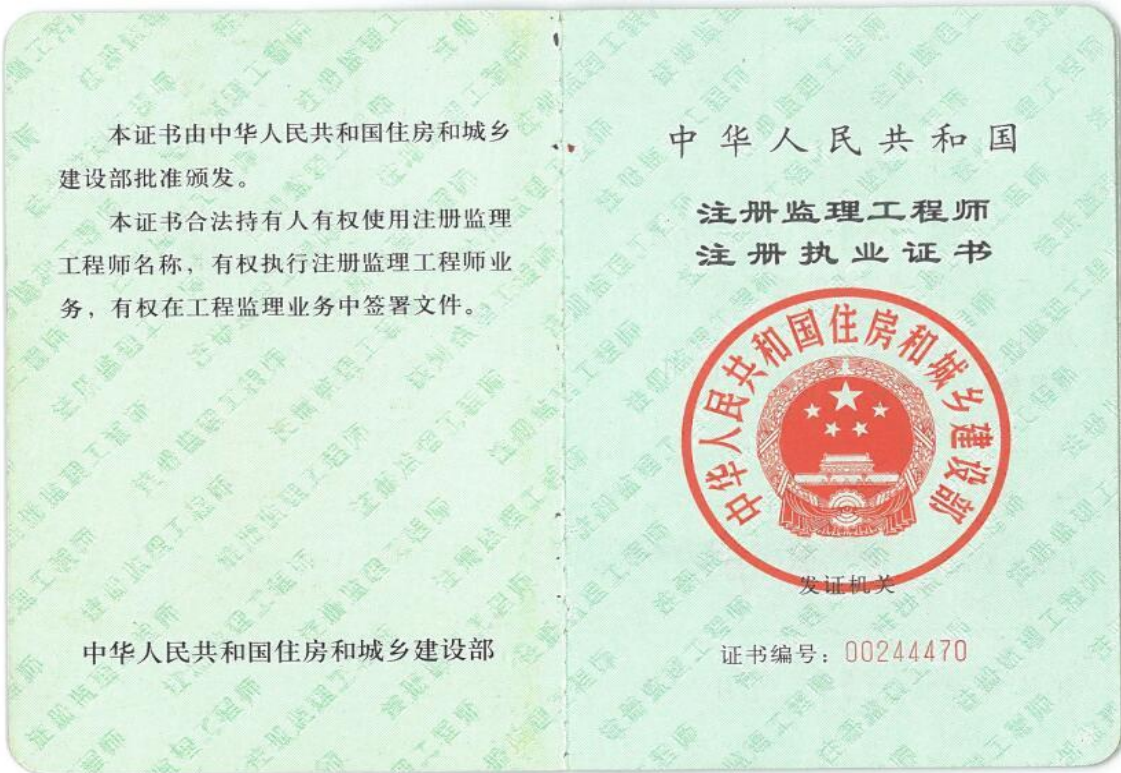 本证书由中华人民共和国住房和城乡
建设部批准颁发。
本证书合法持有人有权使用注册监理
工程师名称，有权执行注册监理工程师业
务，有权在工程监理业务中签署文件。
中华人民共和国住房和城乡建设部
中华人民共和国
注册监理工程师
注册执业证书
中华人民共和国住房和城乡建设部
发证机关
证书编号：00244470